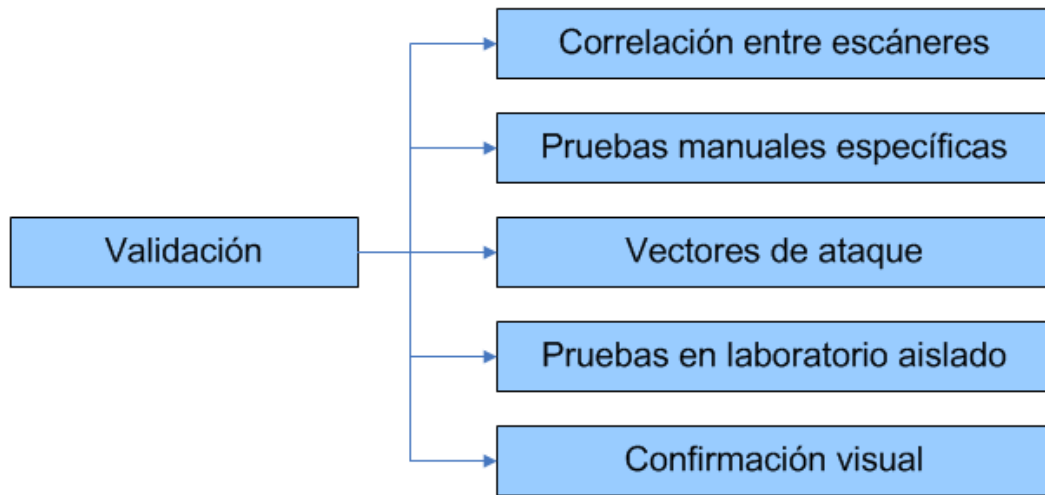 Correlación entre escáneres
Pruebas manuales específicas
Validación
Vectores de ataque
Pruebas en laboratorio aislado
Confirmación visual